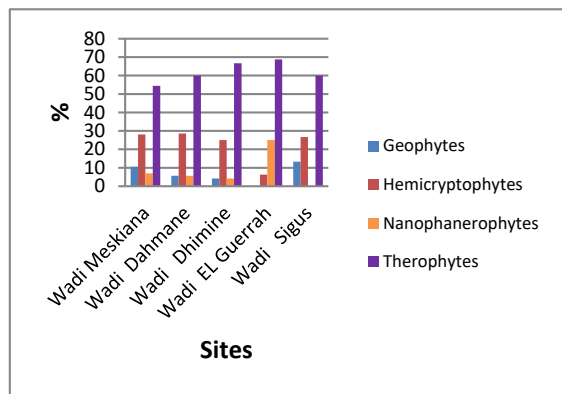 80
70
60
50
40
30
20
10
0
%
Wadi Meskiana
Wadi Dahmane
Wadi Dhimine
Wadi EL Guerrah
Wadi Sigus
Sites
Geophytes
Hemicryptophytes
Nanophanerophytes
Therophytes